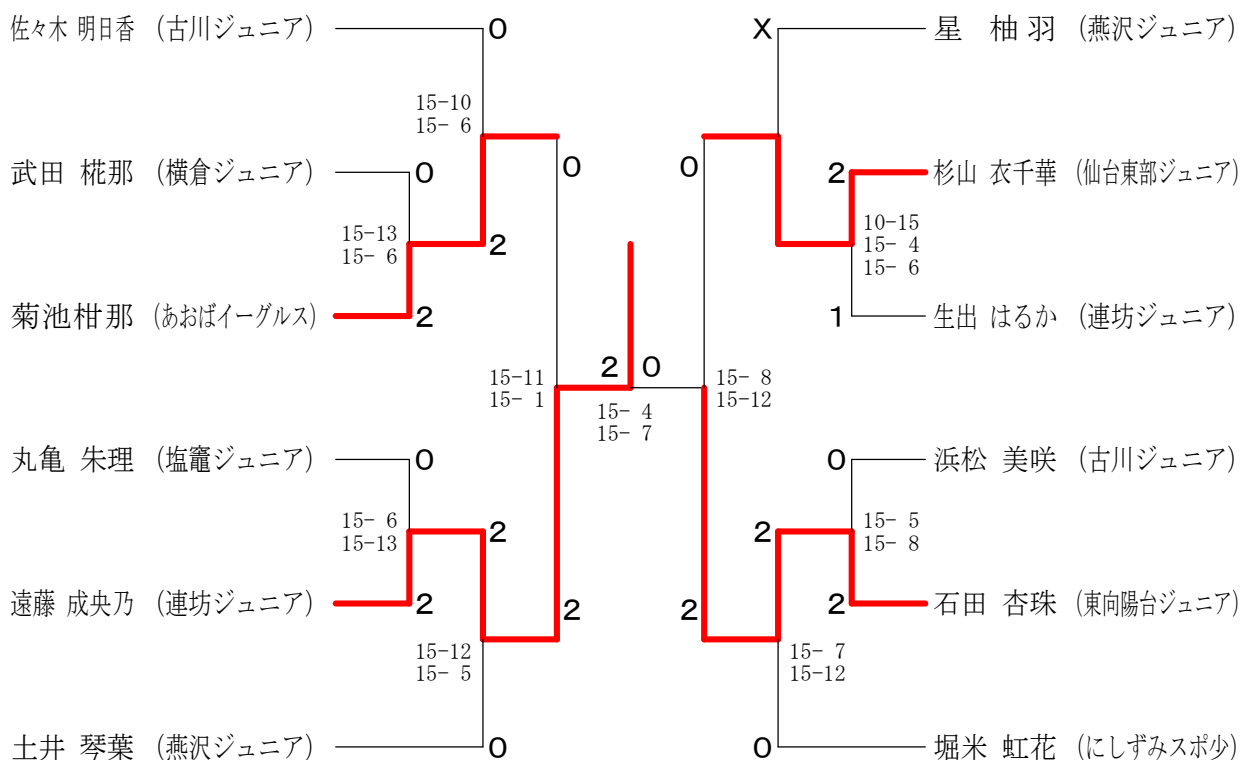 佐々木 明日香 (古川ジュニア) 0
X 星 柚羽 (燕沢ジュニア)
15-10
15- 6
武田 椛那 (横倉ジュニア) 0
0
0
2 杉山 衣千華 (仙台東部ジュニア)
15-13
15- 6
2
10-15
15- 4
15- 6
菊池柑那 (あおばイーグルス) 2
1 生出 はるか (連坊ジュニア)
15-11
15- 1
2 0
15- 4
15- 7
15- 8
15-12
丸亀 朱理 (塩竈ジュニア) 0
0 浜松 美咲 (古川ジュニア)
15- 6
15-13
2
2
15- 5
15- 8
遠藤 成央乃 (連坊ジュニア) 2
2
2
2 石田 杏珠 (東向陽台ジュニア)
15-12
15- 5
15- 7
15-12
土井 琴葉 (燕沢ジュニア) 0
0 堀米 虹花 (にしずみスポ少)